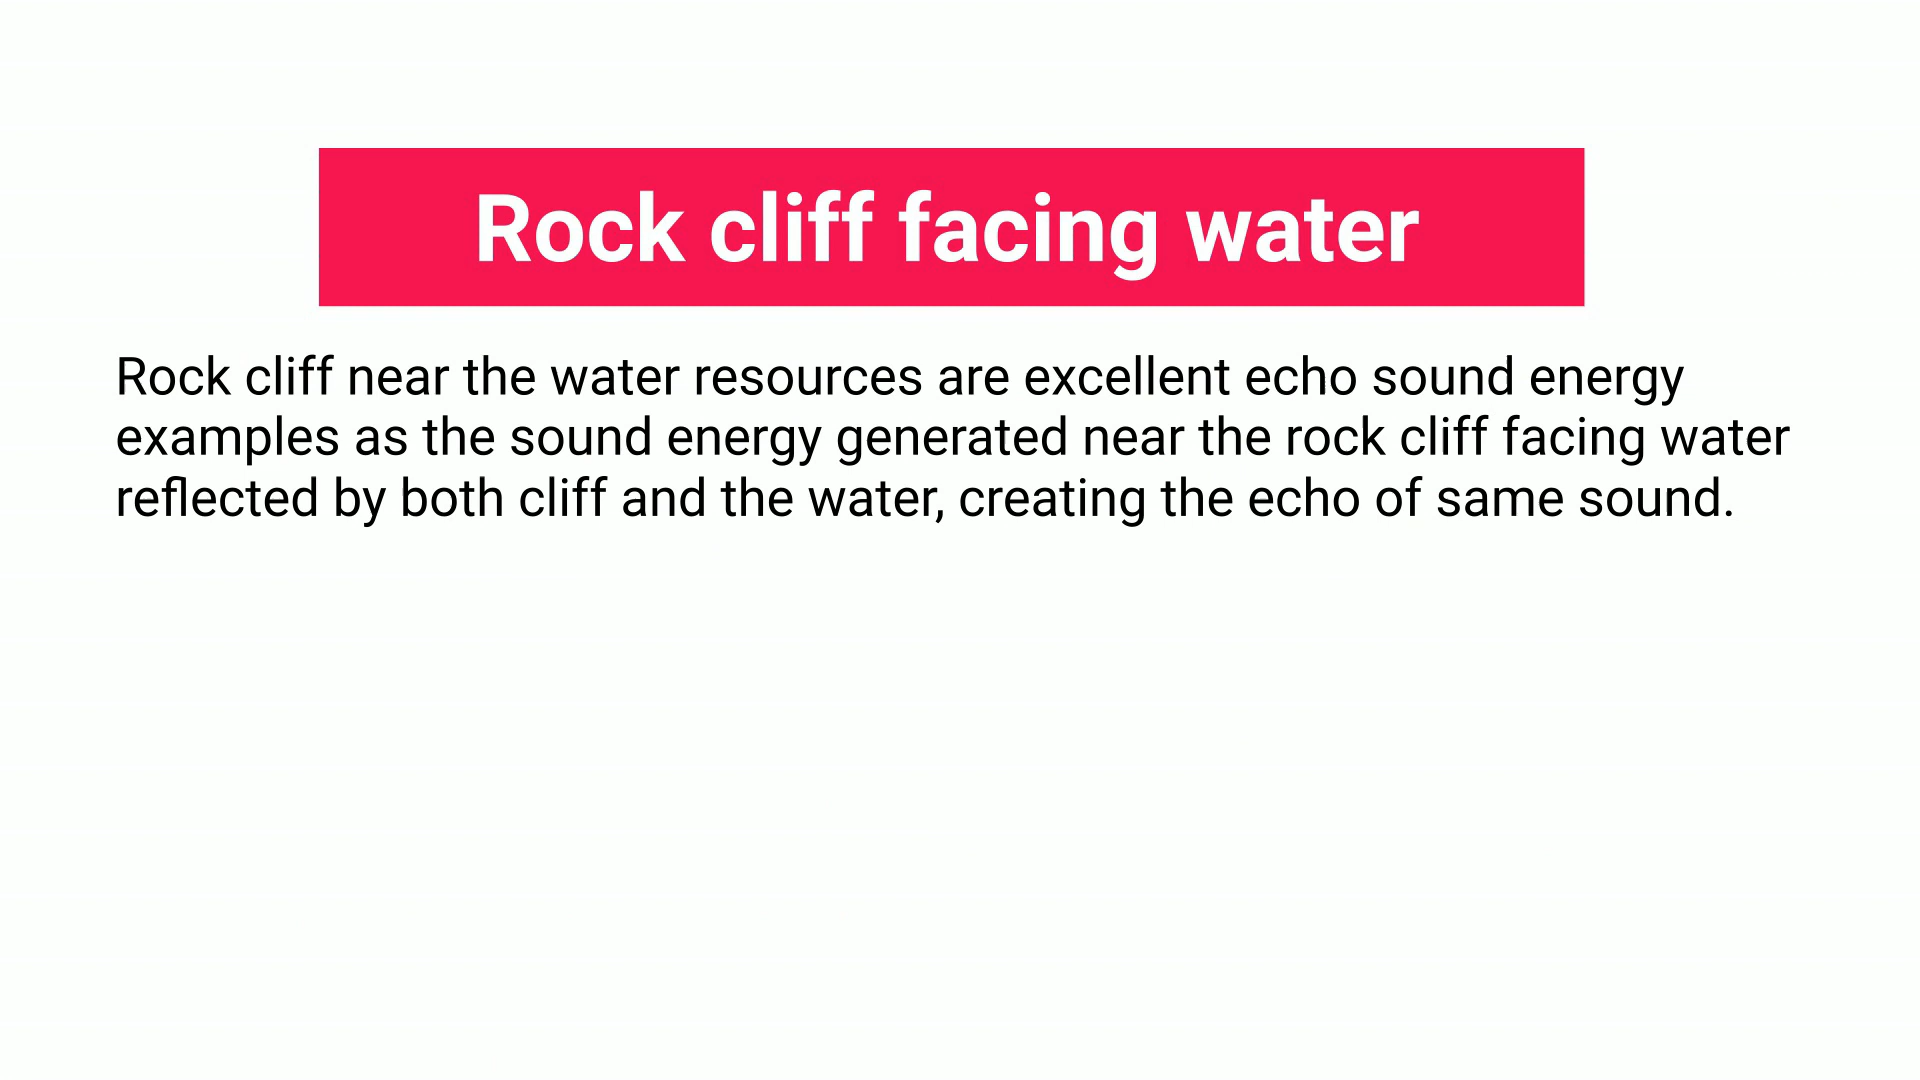 Rock cliff facing water
Rock cliff near the water resources are excellent echo sound energy
examples as the sound energy generated near the rock cliff facing water
reflected by both cliff and the water, creating the echo of same sound.